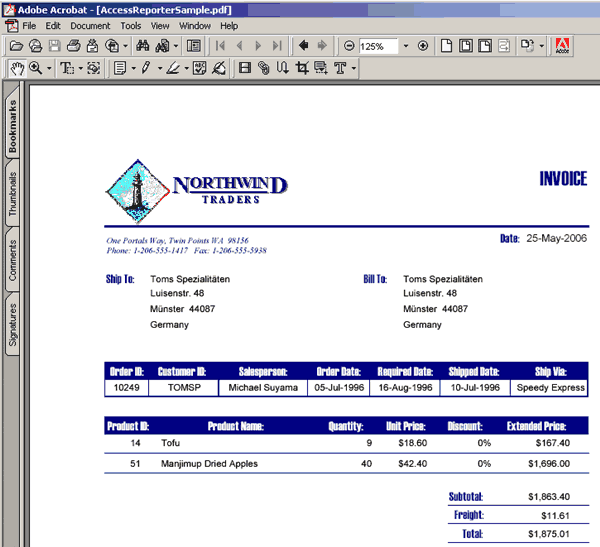 Adobe Acrobat - [AccessReporterSample.pdf]
File Edit Document Tools View Window Help
125%
Adobe
Bookmarks
Thumbnails
Comments
Signatures
NORTHWIND
TRADERS
INVOICE
One Portals Way, Twin Points WA 98156
Phone: 1-206-555-1417 Fax: 1-206-555-5938
Date: 25-May-2006
Ship To: Toms Spezialitäten
Luisenstr. 48
Münster 44087
Germany
Bill To: Toms Spezialitäten
Luisenstr. 48
Münster 44087
Germany
Order ID: Customer ID: Salesperson: Order Date: Required Date: Shipped Date: Ship Via:
10249 TOMSP Michael Suyama 05-Jul-1996 16-Aug-1996 10-Jul-1996 Speedy Express
Product ID: Product Name: Quantity: Unit Price: Discount: Extended Price:
14 Tofu 9 $18.60 0% $167.40
51 Manjimup Dried Apples 40 $42.40 0% $1,696.00
Subtotal: $1,863.40
Freight: $11.61
Total: $1,875.01